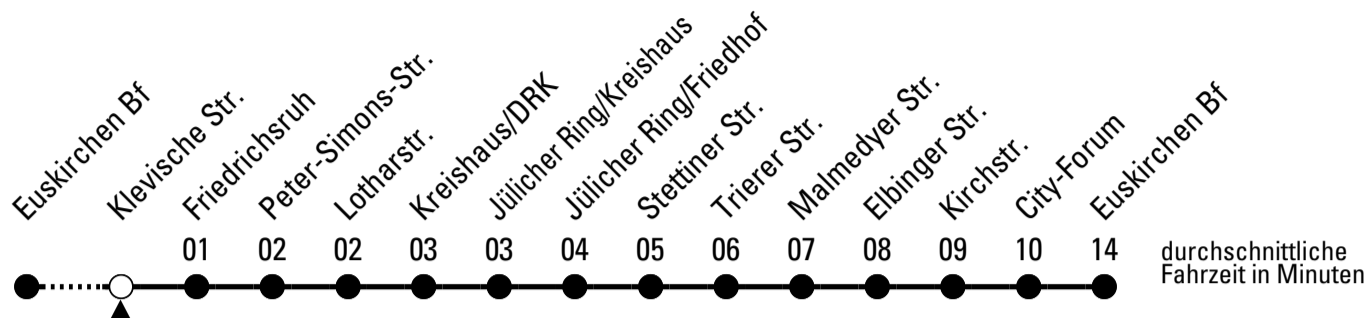 Euskirchen Bf
Klevische Str.
Friedrichsruh
Peter-Simons-Str.
Lotharstr.
Kreishaus/DRK
Jülicher Ring/Kreishaus
Jülicher Ring/Friedhof
Stettiner Str.
Trierer Str.
Malmedyer Str.
Elbinger Str.
Kirchstr.
City-Forum
Euskirchen Bf
01 02 02 03 03 04 05 06 07 08 09 10 14
durchschnittliche
Fahrzeit in Minuten